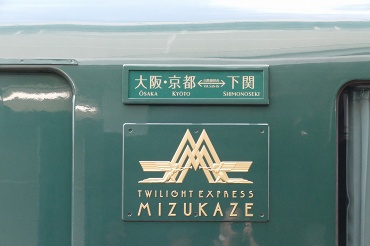 大阪・京都 ⟺ 下関
OSAKA KYOTO SHIMONOSEKI
TWILIGHT EXPRESS
MIZUKAZE